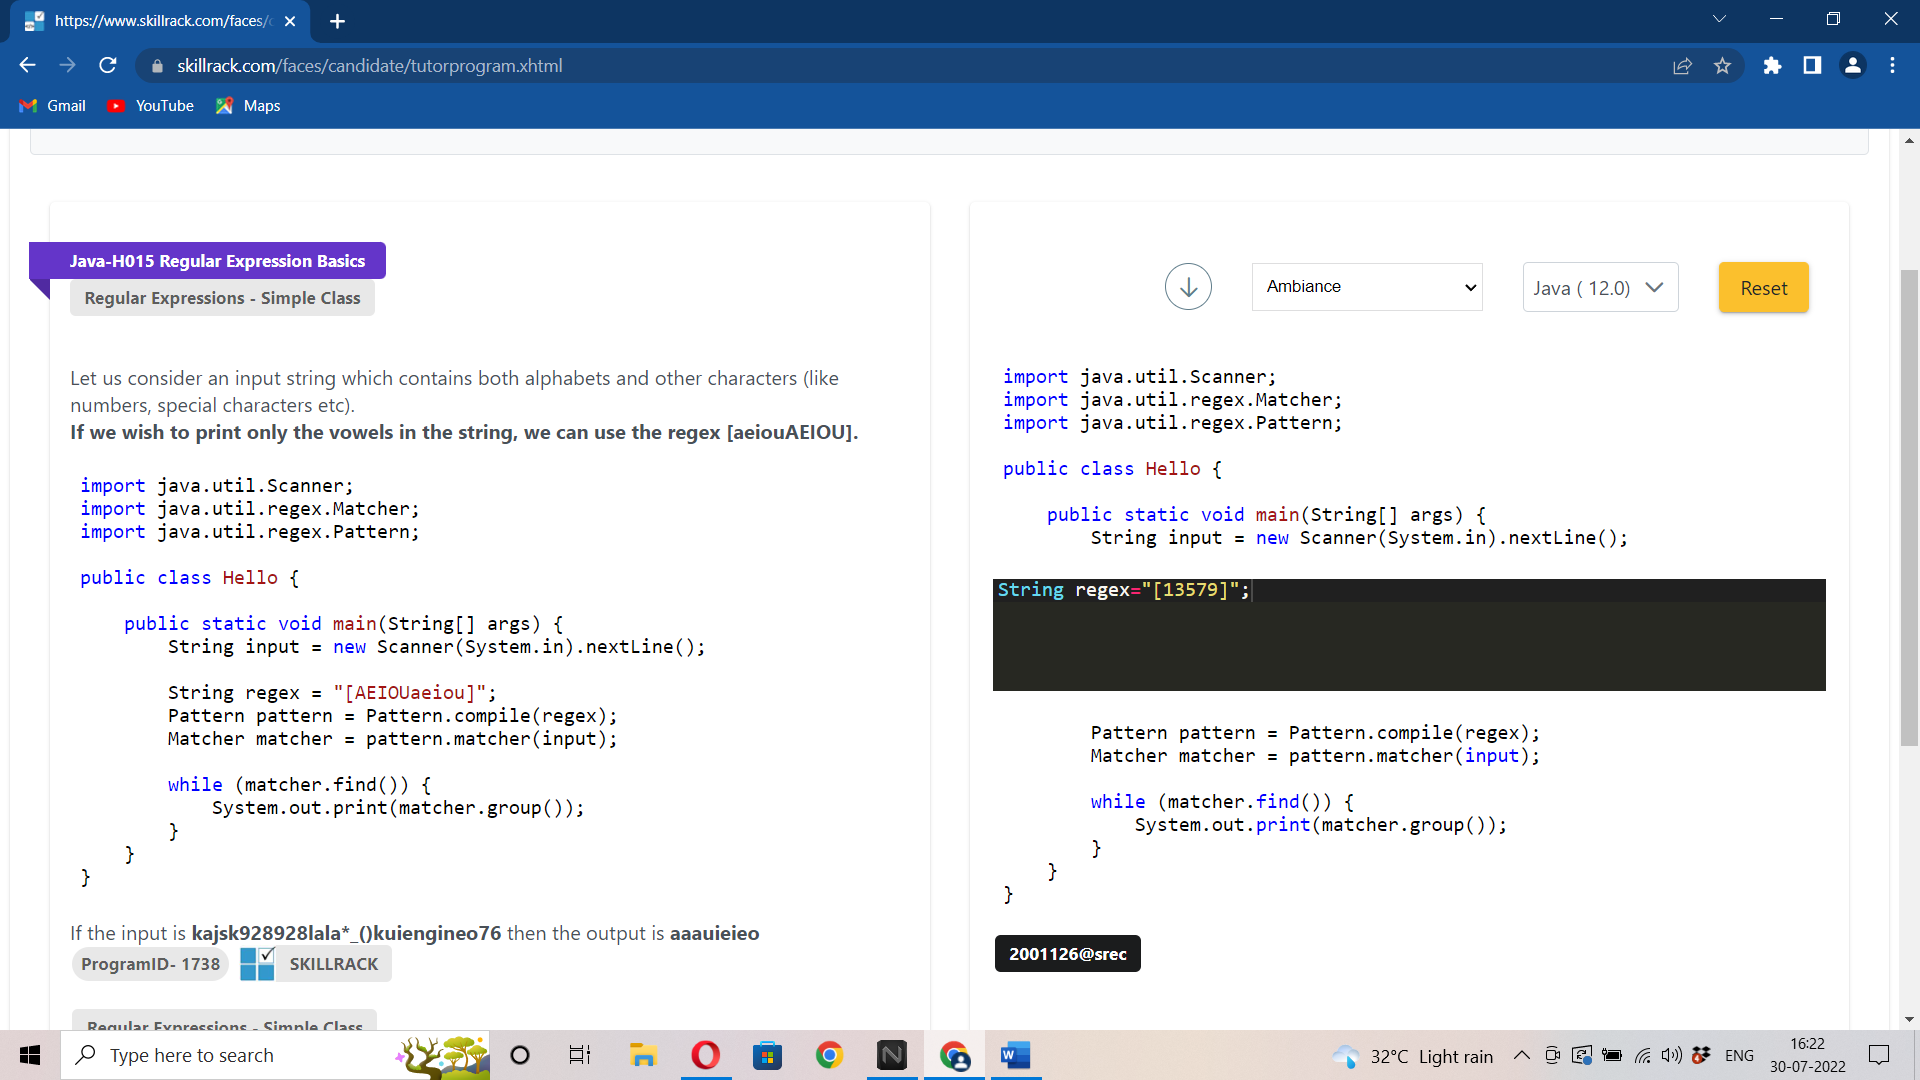 https://www.skillrack.com/faces/c
skillrack.com/faces/candidate/tutorprogram.xhtml
Gmail YouTube Maps
Java-H015 Regular Expression Basics
Regular Expressions - Simple Class
Let us consider an input string which contains both alphabets and other characters (like
numbers, special characters etc).
If we wish to print only the vowels in the string, we can use the regex [aeiouAEIOU].
import java.util.Scanner;
import java.util.regex.Matcher;
import java.util.regex.Pattern;
public class Hello {
public static void main(String[] args) {
String input = new Scanner(System.in).nextLine();
String regex = "[AEIOUaeiou]";
Pattern pattern = Pattern.compile(regex);
Matcher matcher = pattern.matcher(input);
while (matcher.find()) {
System.out.print(matcher.group());
}
}
}
If the input is kajsk928928lala*_()kuiengineo76 then the output is aaauieieo
ProgramID- 1738 SKILLRACK
Regular Expressions - Simple Class
Ambiance Java ( 12.0) Reset
import java.util.Scanner;
import java.util.regex.Matcher;
import java.util.regex.Pattern;
public class Hello {
public static void main(String[] args) {
String input = new Scanner(System.in).nextLine();
String regex="[13579]";
Pattern pattern = Pattern.compile(regex);
Matcher matcher = pattern.matcher(input);
while (matcher.find()) {
System.out.print(matcher.group());
}
}
}
2001126@srec
Type here to search
32°C Light rain ENG
16:22
30-07-2022